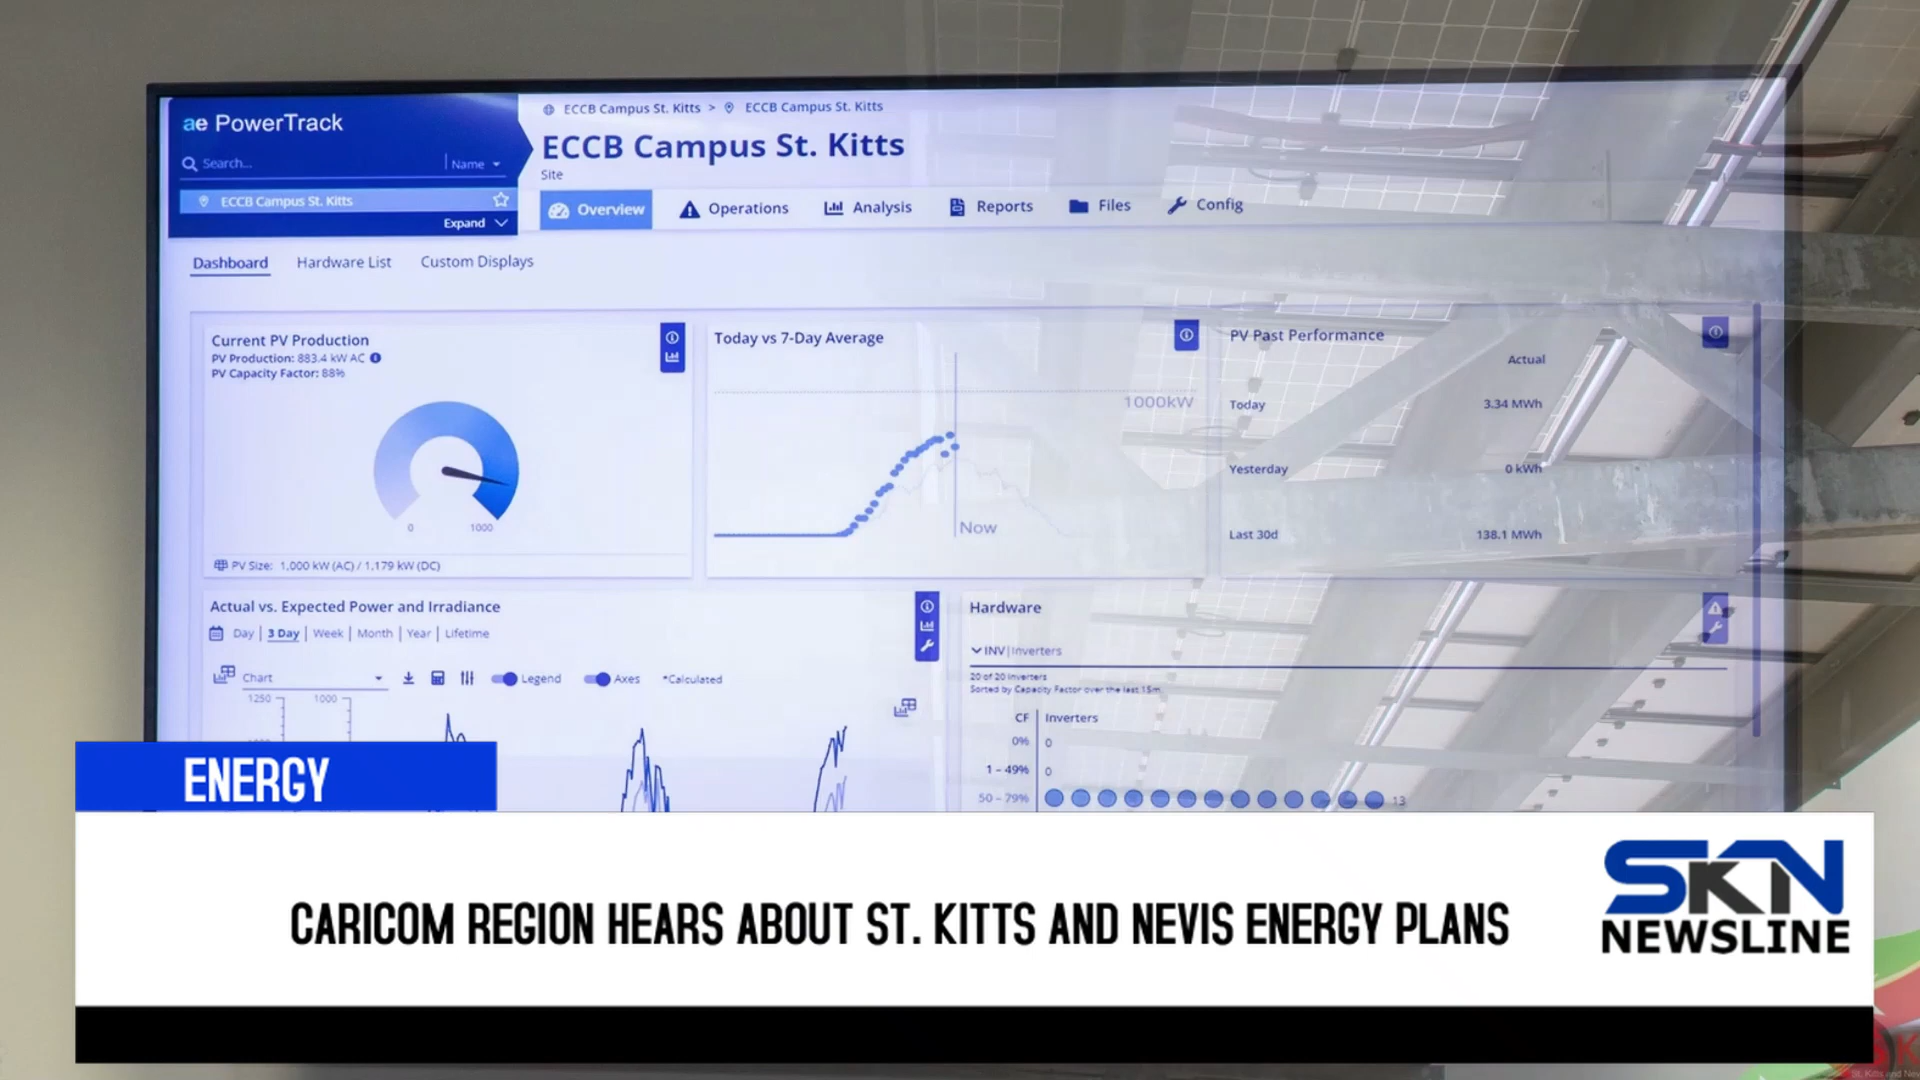 ae PowerTrack
Search... Name
ECCB Campus St. Kitts
Expand
ECCB Campus St. Kitts > ECCB Campus St. Kitts
ECCB Campus St. Kitts
Site
Overview Operations Analysis Reports Files Config
Dashboard Hardware List Custom Displays
Current PV Production
PV Production: 883.4 kW AC
PV Capacity Factor: 88%
0 1000
PV Size: 1,000 kW (AC) / 1,179 kW (DC)
Today vs 7-Day Average
1000kW
Now
PV Past Performance
Actual
Today 3.34 MWh
Yesterday 0 kWh
Last 30d 138.1 MWh
Actual vs. Expected Power and Irradiance
Day | 3 Day | Week | Month | Year | Lifetime
Chart Legend Axes *Calculated
1250 1000
Hardware
INV | Inverters
20 of 20 Inverters
Sorted by Capacity Factor over the last 15m
CF Inverters
0% 0
1 – 49% 0
50 – 79% 13
ENERGY
CARICOM REGION HEARS ABOUT ST. KITTS AND NEVIS ENERGY PLANS
SKN
NEWSLINE